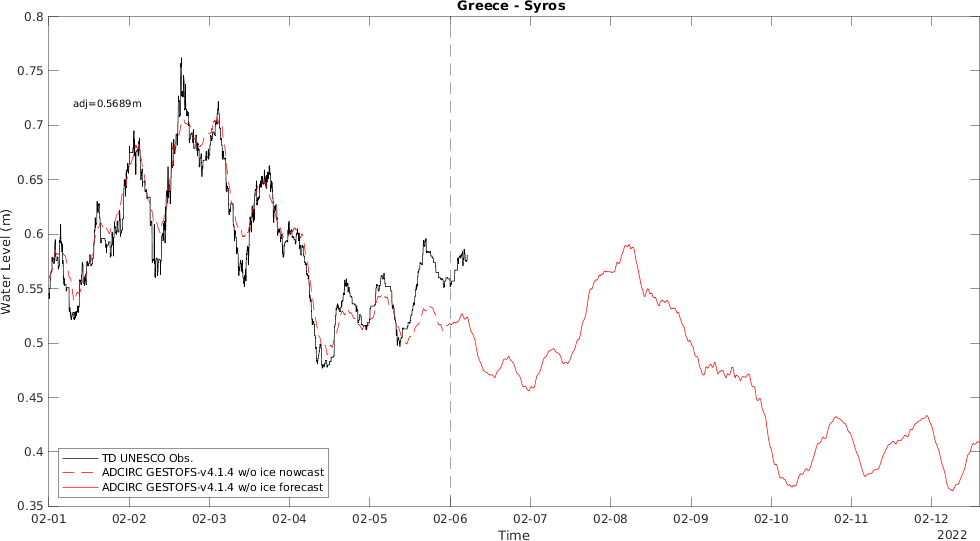 Greece - Syros
0.8
0.75
0.7
0.65
0.6
0.55
0.5
0.45
0.4
0.35
Water Level (m)
adj=0.5689m
TD UNESCO Obs.
ADCIRC GESTOFS-v4.1.4 w/o ice nowcast
ADCIRC GESTOFS-v4.1.4 w/o ice forecast
02-01 02-02 02-03 02-04 02-05 02-06 02-07 02-08 02-09 02-10 02-11 02-12
Time
2022